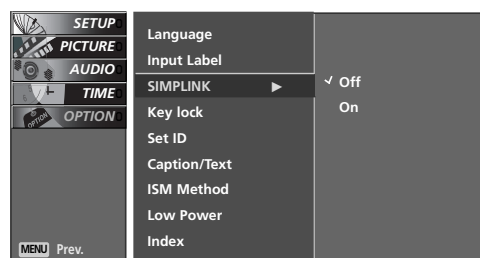 SETUP
PICTURE
AUDIO
TIME
OPTION
MENU Prev.
Language
Input Label
SIMPLINK ►
Key lock
Set ID
Caption/Text
ISM Method
Low Power
Index
✓ Off
On